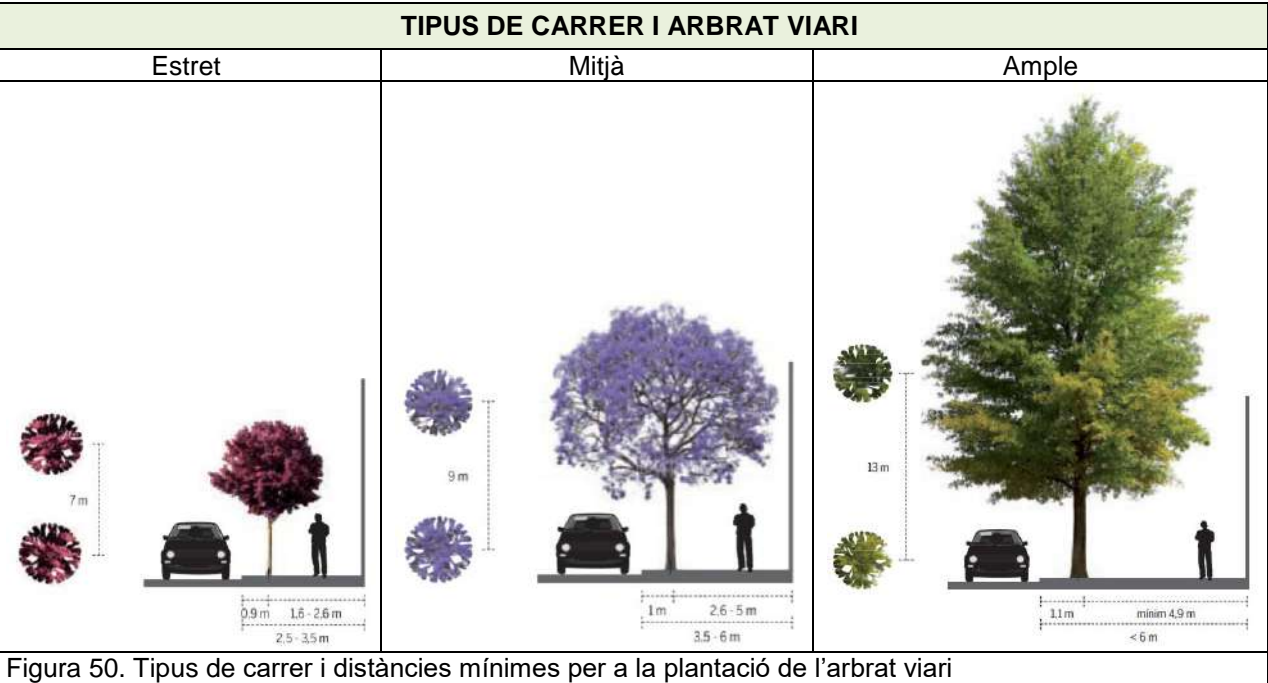 TIPUS DE CARRER I ARBRAT VIARI
Estret
Mitjà
Ample
7 m
0.9 m
1,6 - 2,6 m
2,5 - 3,5 m
9 m
1 m
2.6 - 5 m
3.5 - 6 m
13 m
1,1 m
mínim 4,9 m
< 6 m
Figura 50. Tipus de carrer i distàncies mínimes per a la plantació de l’arbrat viari